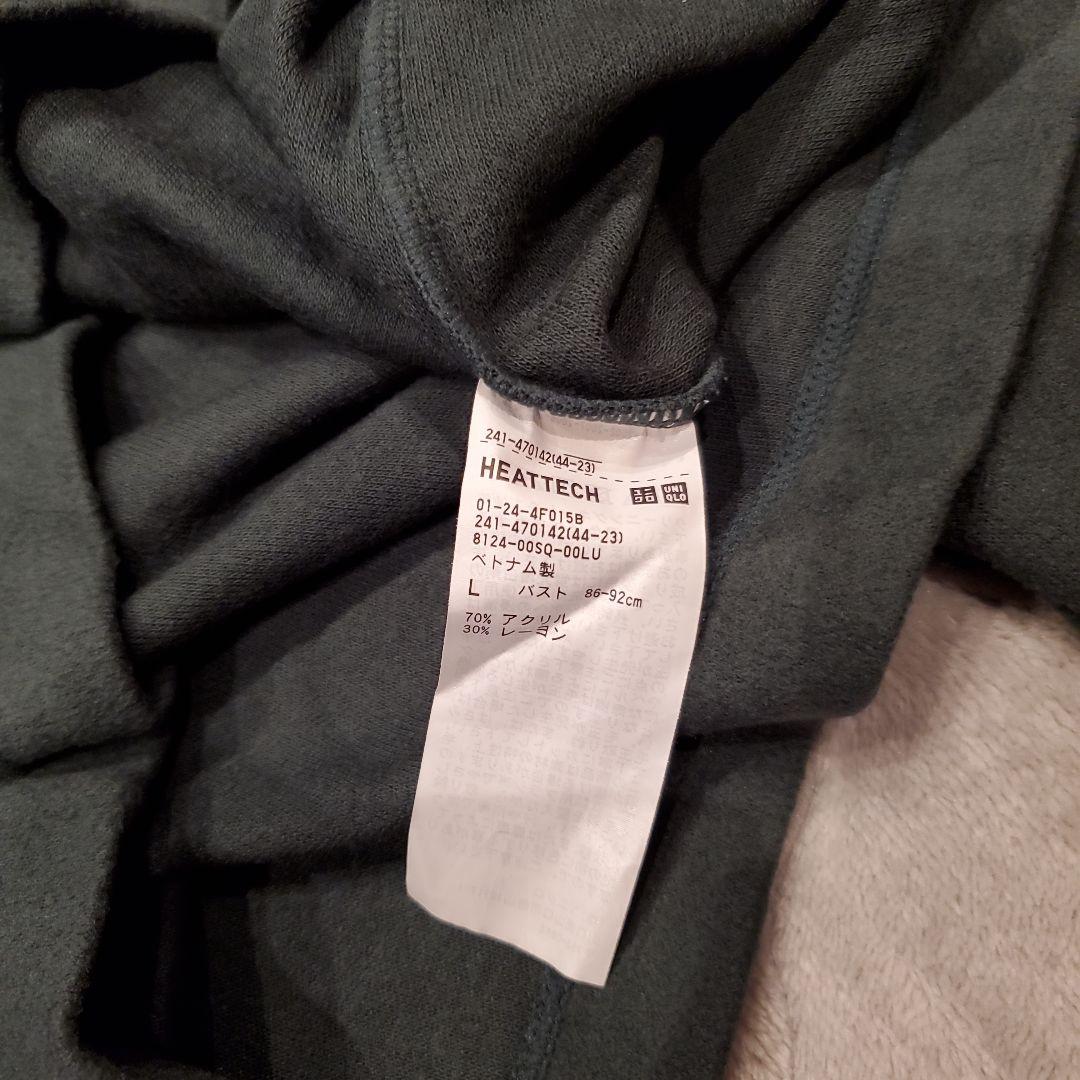 241-470142(44-23)
HEATTECH ユニクロ UNIQLO
01-24-4F015B
241-470142(44-23)
8124-00SQ-00LU
ベトナム製
L バスト 86-92cm
70% アクリル
30% レーヨン